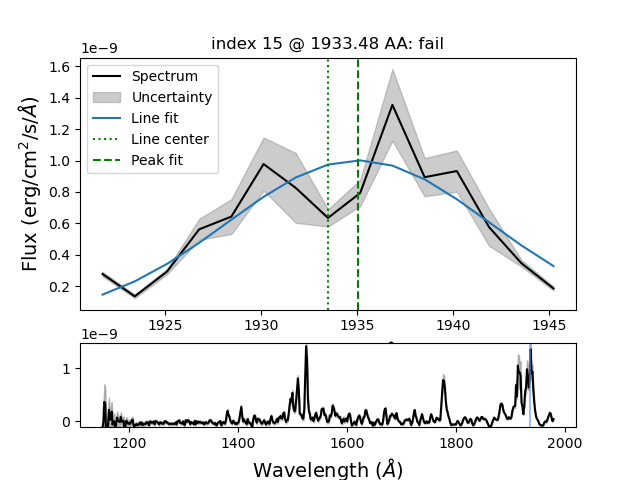 index 15 @ 1933.48 AA: fail
1e−9
Flux (erg/cm²/s/Å)
1.6
1.4
1.2
1.0
0.8
0.6
0.4
0.2
Spectrum
Uncertainty
Line fit
Line center
Peak fit
1925 1930 1935 1940 1945
1e−9
1
0
1200 1400 1600 1800 2000
Wavelength (Å)